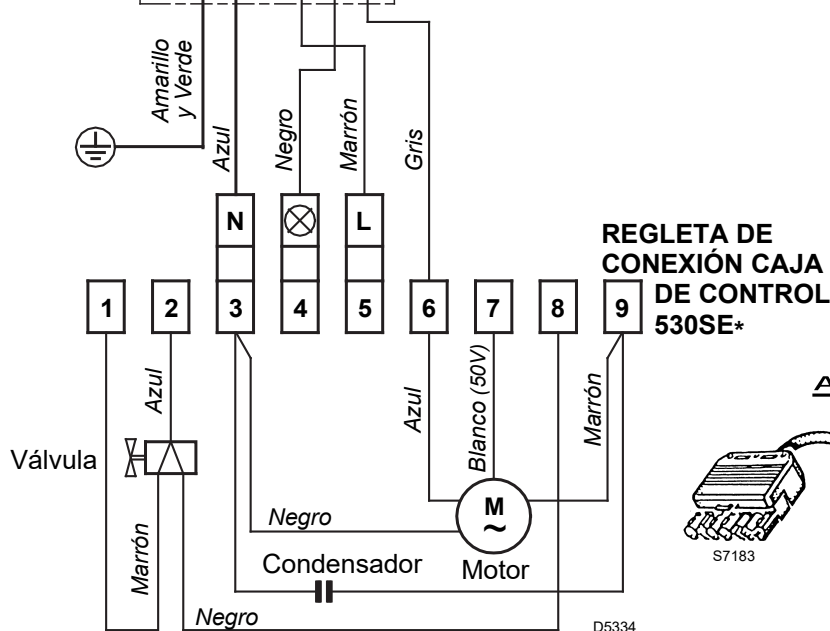 Amarillo
y Verde
Azul
Negro
Marrón
Gris
N
L
REGLETA DE
CONEXIÓN CAJA
DE CONTROL
530SE*
1
2
3
4
5
6
7
8
9
A
Azul
Azul
Blanco (50V)
Marrón
Válvula
Marrón
Negro
M
~
Condensador
Motor
Negro
S7183
D5334